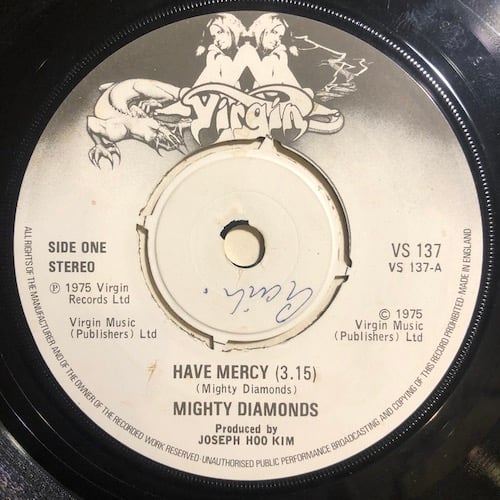 Virgin
SIDE ONE
STEREO
℗ 1975 Virgin
Records Ltd
Virgin Music
(Publishers) Ltd
VS 137
VS 137-A
© 1975
Virgin Music
(Publishers) Ltd
HAVE MERCY (3.15)
(Mighty Diamonds)
MIGHTY DIAMONDS
Produced by
JOSEPH HOO KIM
ALL RIGHTS OF THE MANUFACTURER AND OF THE OWNER OF THE RECORDED WORK RESERVED · UNAUTHORISED PUBLIC PERFORMANCE BROADCASTING AND COPYING OF THIS RECORD PROHIBITED MADE IN ENGLAND